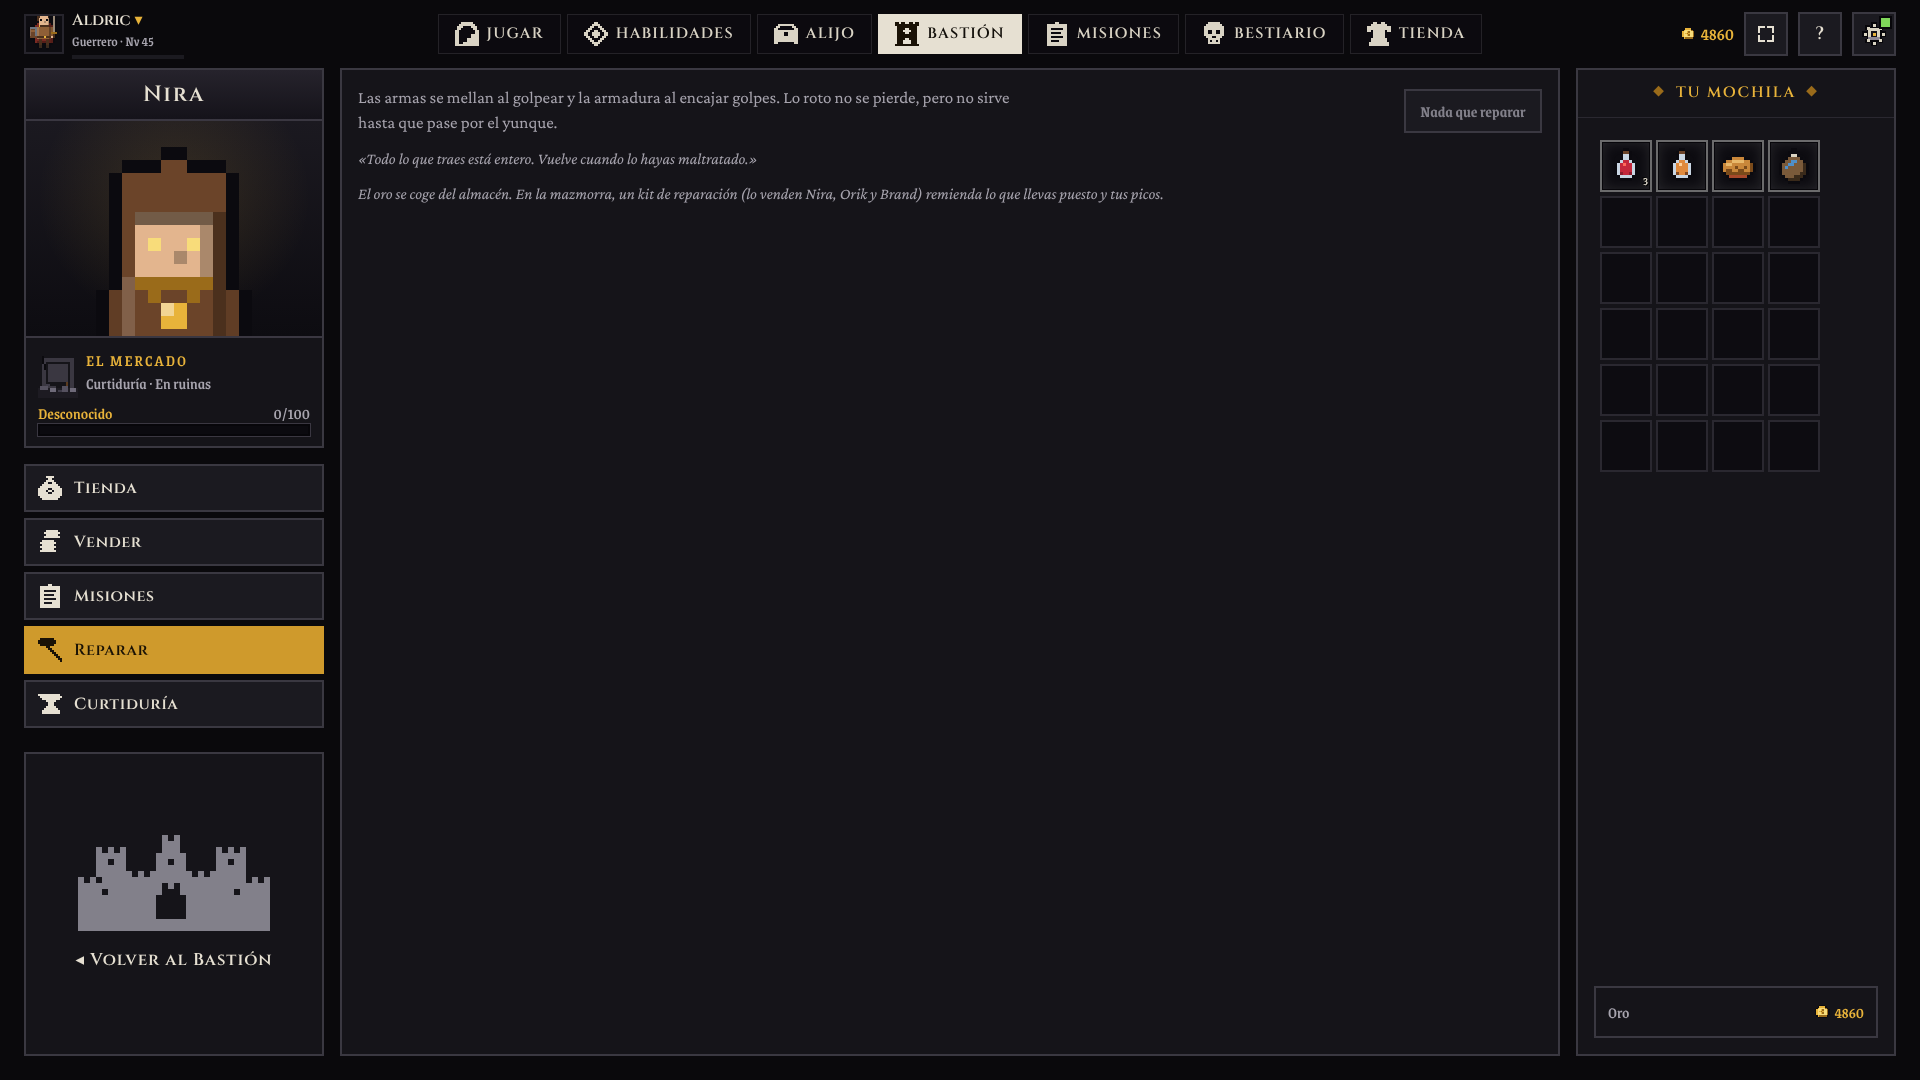 Aldric ▾
Guerrero · Nv 45
Jugar
Habilidades
Alijo
Bastión
Misiones
Bestiario
Tienda
4860
?
Nira
El Mercado
Curtiduría · En ruinas
Desconocido 0/100
Tienda
Vender
Misiones
Reparar
Curtiduría
◂ Volver al Bastión
Las armas se mellan al golpear y la armadura al encajar golpes. Lo roto no se pierde, pero no sirve
hasta que pase por el yunque.
Nada que reparar
«Todo lo que traes está entero. Vuelve cuando lo hayas maltratado.»
El oro se coge del almacén. En la mazmorra, un kit de reparación (lo venden Nira, Orik y Brand) remienda lo que llevas puesto y tus picos.
◆ Tu mochila ◆
3
Oro 4860